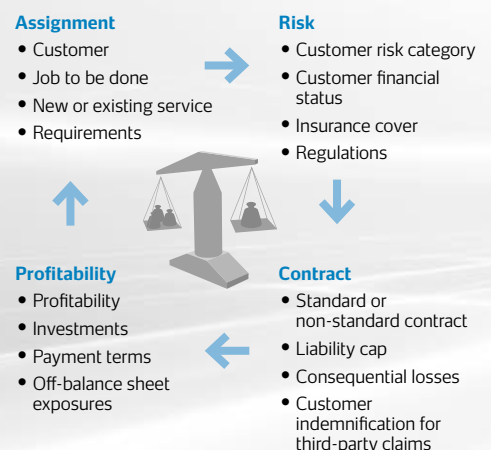 Assignment
• Customer
• Job to be done
• New or existing service
• Requirements
Risk
• Customer risk category
• Customer financial
status
• Insurance cover
• Regulations
Profitability
• Profitability
• Investments
• Payment terms
• Off-balance sheet
exposures
Contract
• Standard or
non-standard contract
• Liability cap
• Consequential losses
• Customer
indemnification for
third-party claims